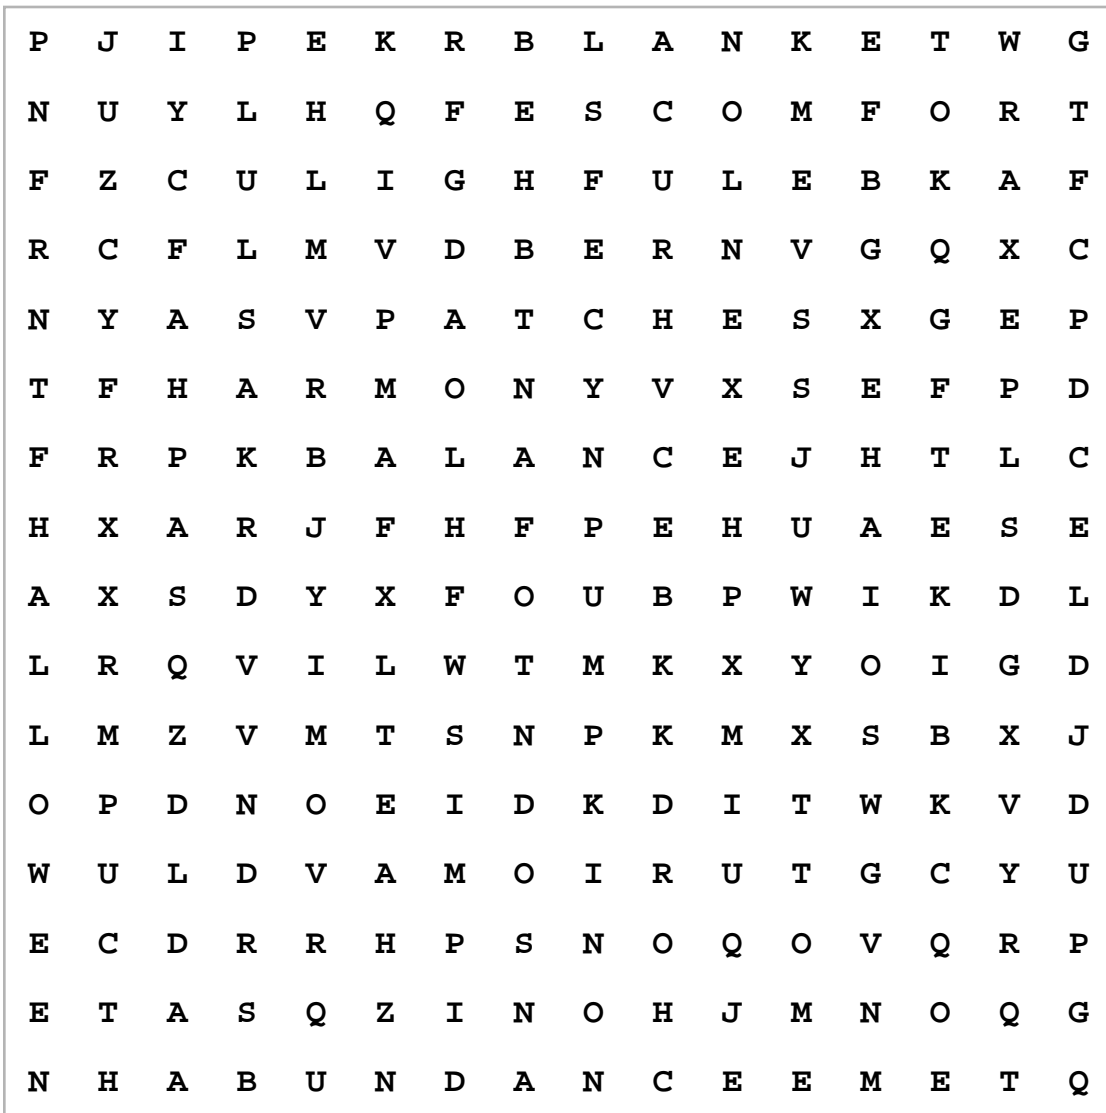 P J I P E K R B L A N K E T W G
N U Y L H Q F E S C O M F O R T
F Z C U L I G H F U L E B K A F
R C F L M V D B E R N V G Q X C
N Y A S V P A T C H E S X G E P
T F H A R M O N Y V X S E F P D
F R P K B A L A N C E J H T L C
H X A R J F H F P E H U A E S E
A X S D Y X F O U B P W I K D L
L R Q V I L W T M K X Y O I G D
L M Z V M T S N P K M X S B X J
O P D N O E I D K D I T W K V D
W U L D V A M O I R U T G C Y U
E C D R R H P S N O Q O V Q R P
E T A S Q Z I N O H J M N O Q G
N H A B U N D A N C E E M E T Q